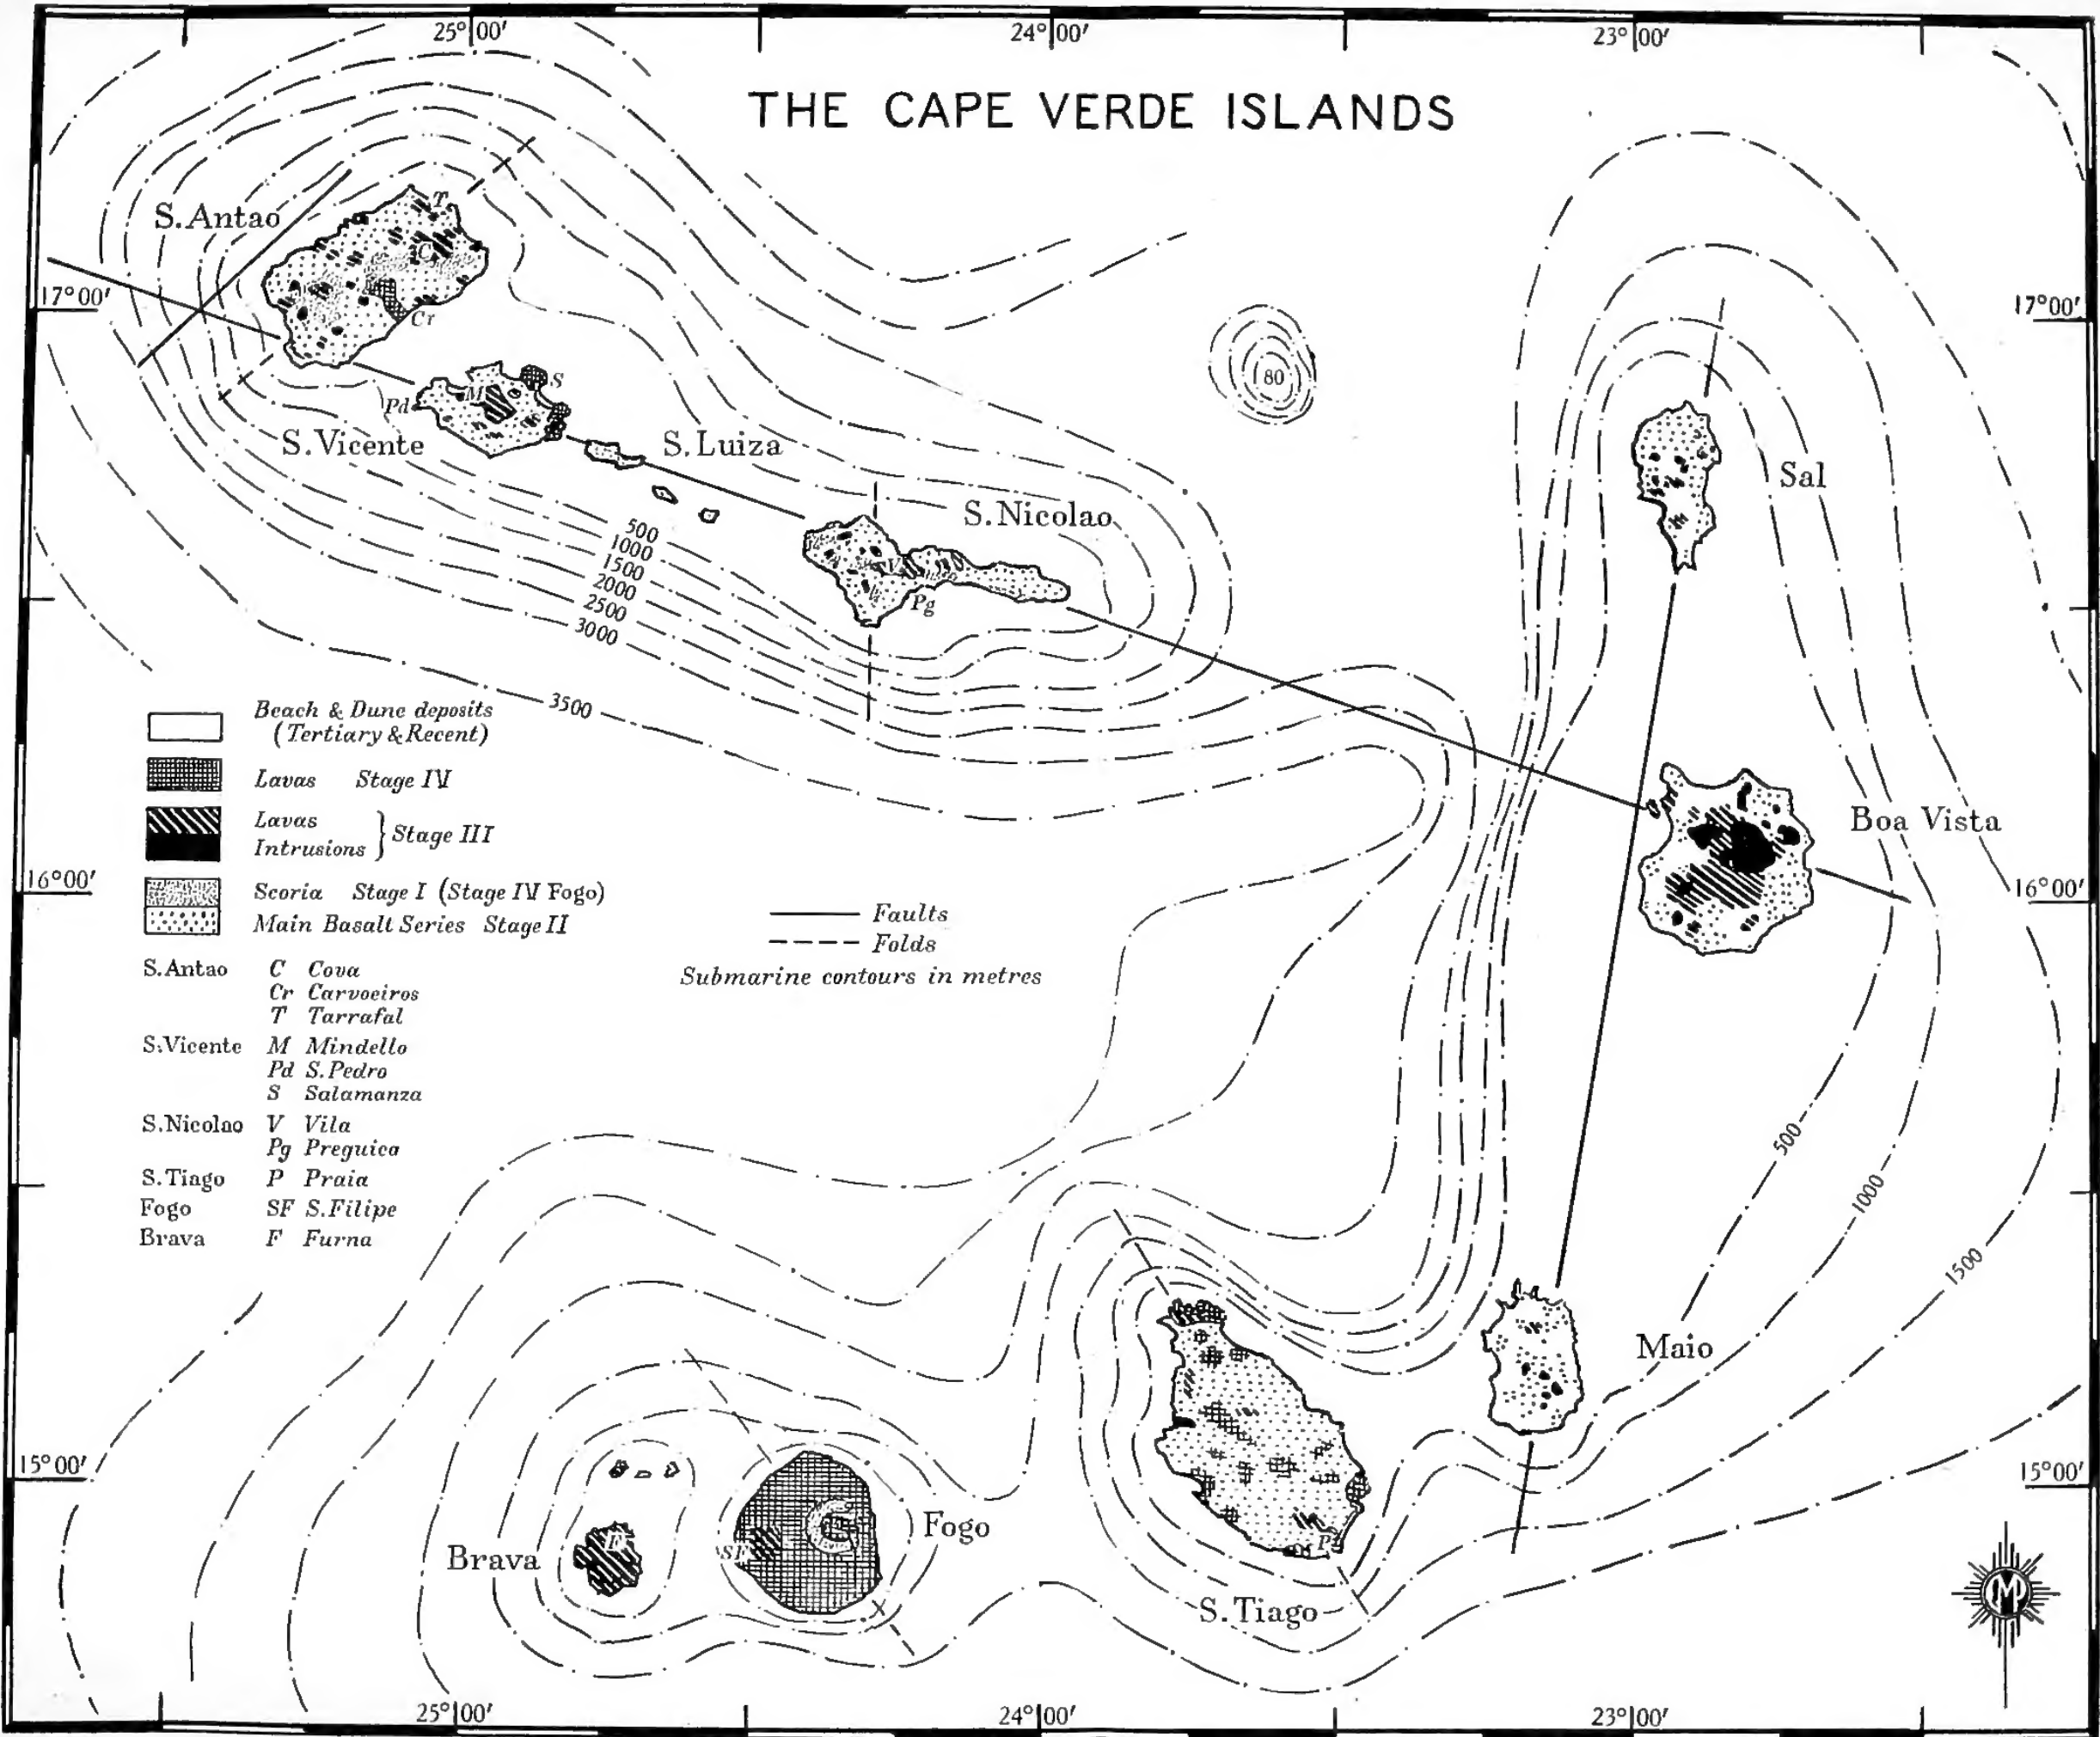 25°00′ 24°00′ 23°00′
THE CAPE VERDE ISLANDS
T
S.Antao
C
17°00′ 17°00′
Cr
80
S
M
Pd
S.Vicente S.Luiza
Sal
S.Nicolao
500
1000
1500
2000
2500
3000
V
Pg
3500
Beach & Dune deposits
(Tertiary & Recent)
Lavas Stage IV
Lavas
Intrusions } Stage III
Boa Vista
16°00′ 16°00′
Scoria Stage I (Stage IV Fogo)
Main Basalt Series Stage II
Faults
Folds
Submarine contours in metres
S.Antao C Cova
Cr Carvoeiros
T Tarrafal
S.Vicente M Mindello
Pd S.Pedro
S Salamanza
S.Nicolao V Vila
Pg Preguica
S.Tiago P Praia
Fogo SF S.Filipe
Brava F Furna
500
1000
1500
Maio
15°00′ 15°00′
Fogo
Brava
F
SF
P
S.Tiago
MP
25°00′ 24°00′ 23°00′